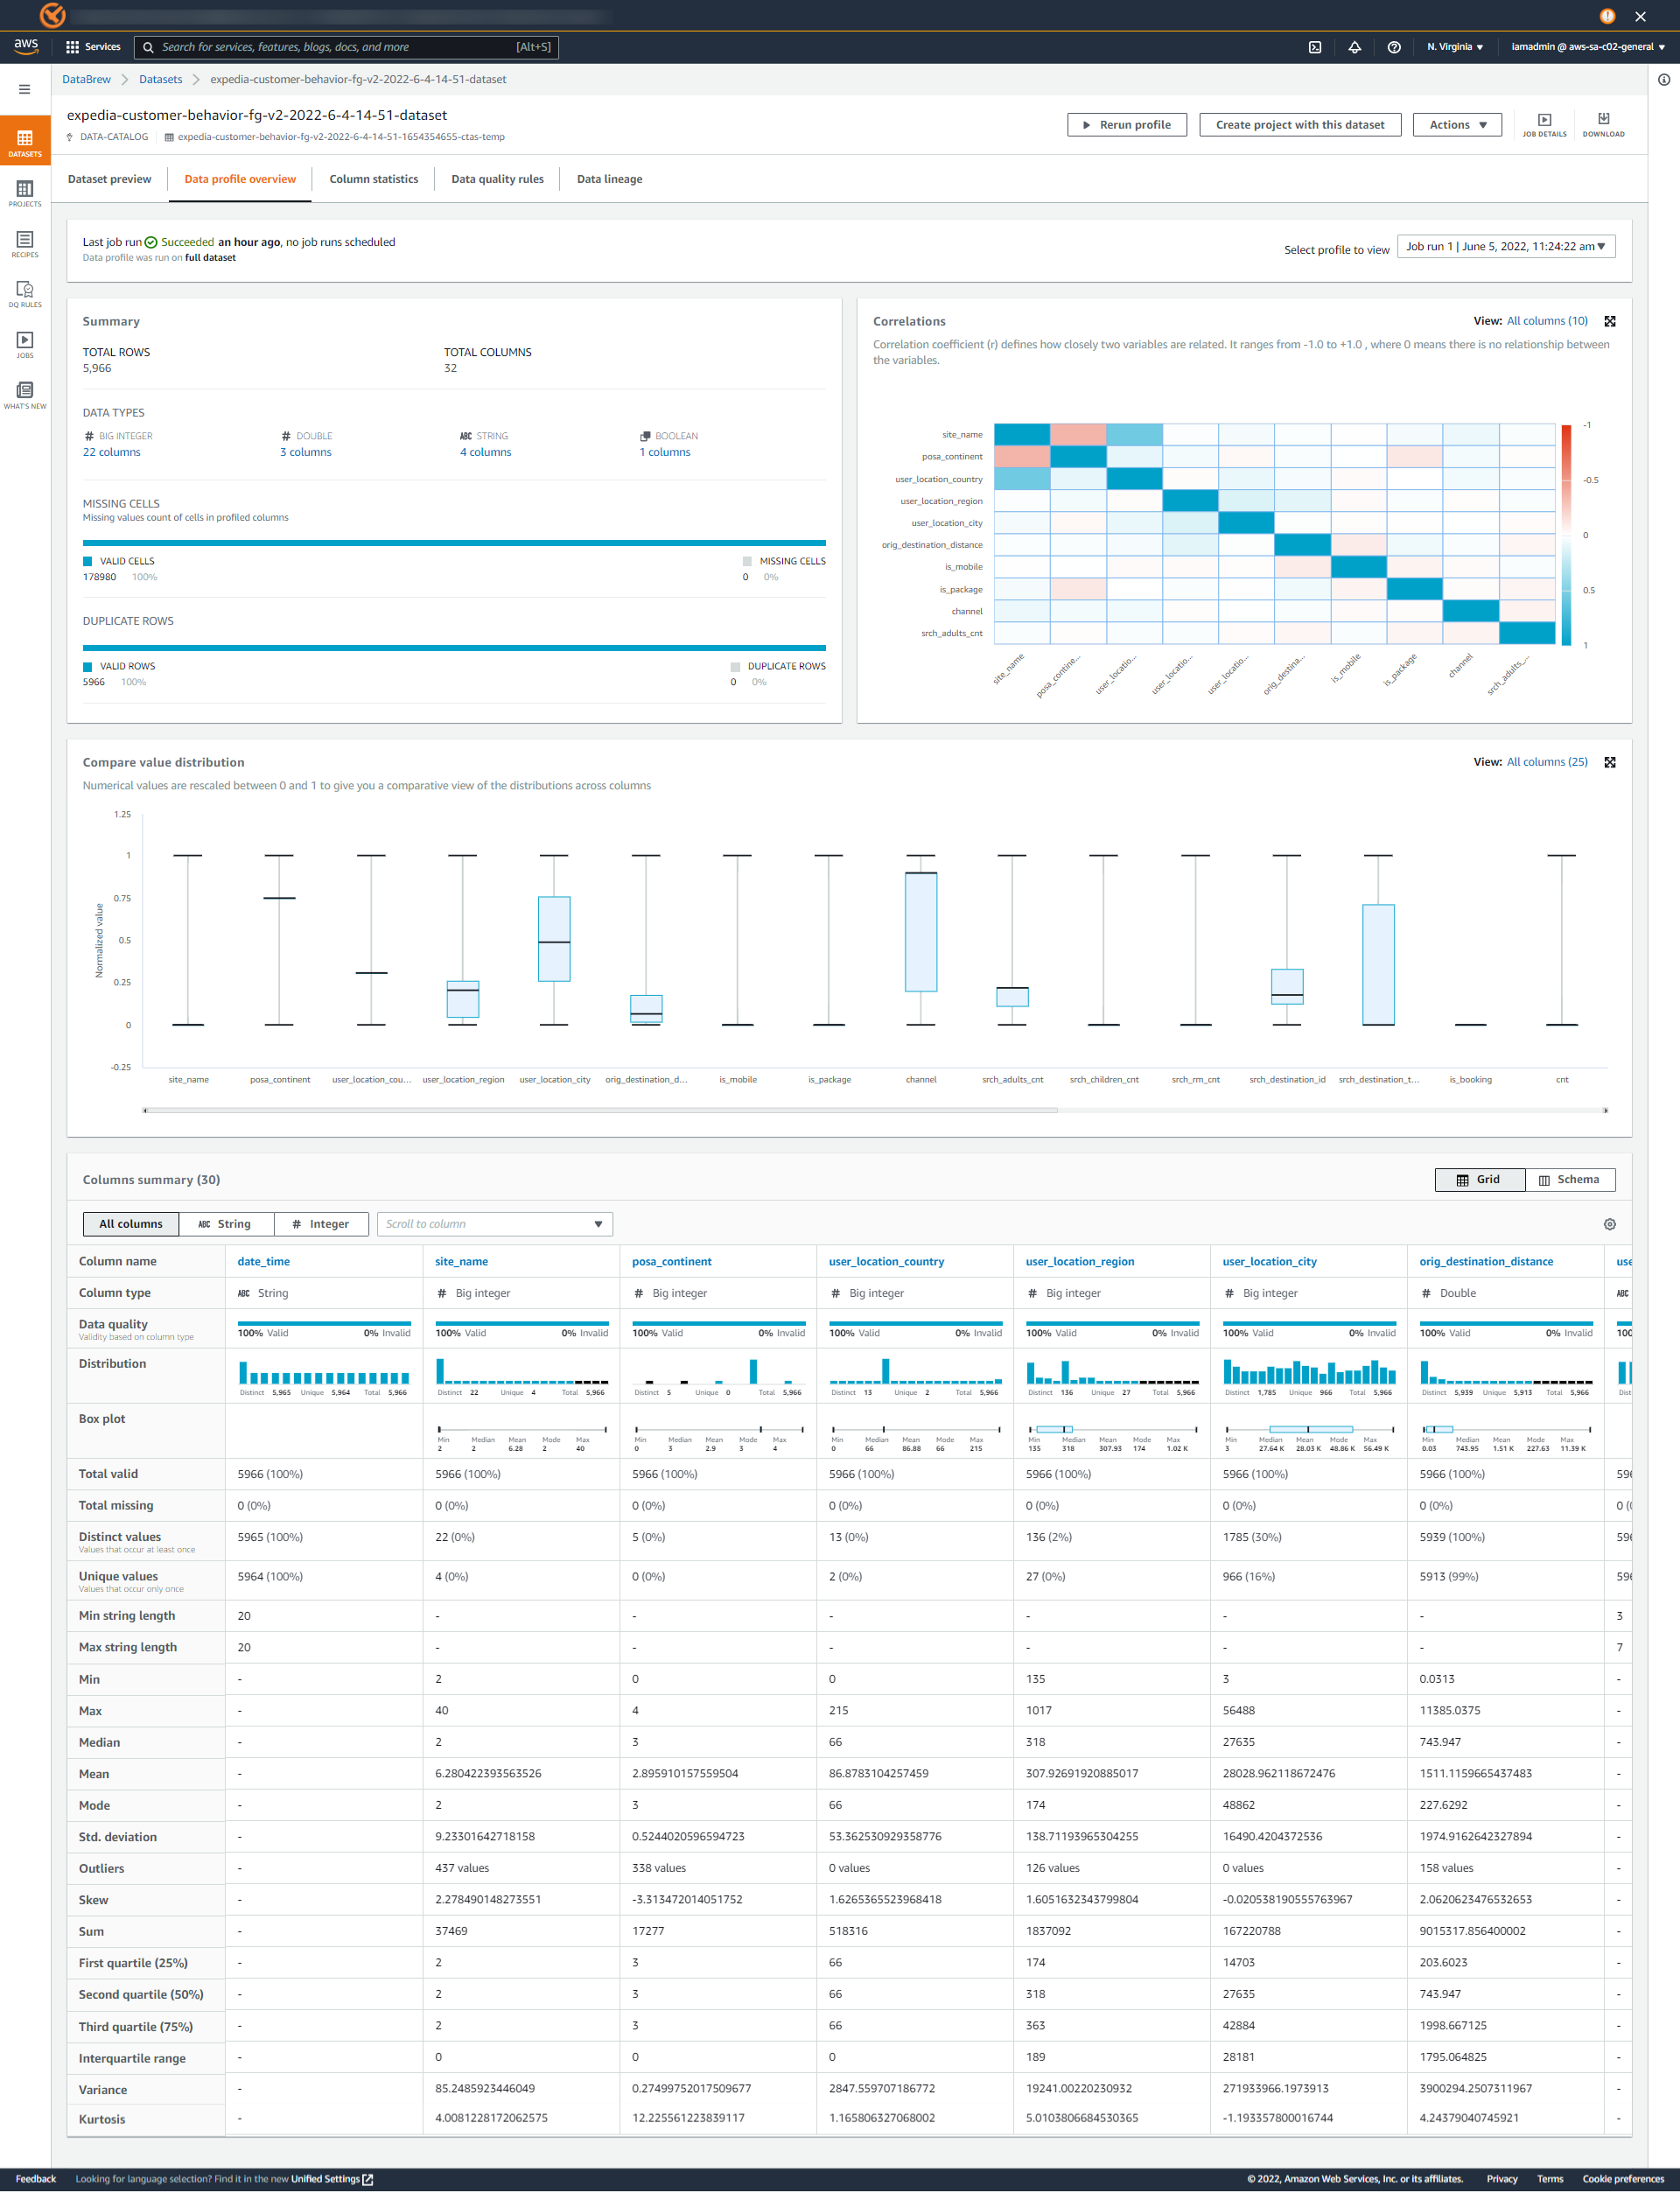 aws
Services
Search for services, features, blogs, docs, and more
[Alt+S]
N. Virginia ▼
iamadmin @ aws-sa-c02-general ▼
DataBrew
Datasets
expedia-customer-behavior-fg-v2-2022-6-4-14-51-dataset
expedia-customer-behavior-fg-v2-2022-6-4-14-51-dataset
DATA-CATALOG
expedia-customer-behavior-fg-v2-2022-6-4-14-51-1654354655-ctas-temp
Rerun profile
Create project with this dataset
Actions ▼
JOB DETAILS
DOWNLOAD
DATASETS
PROJECTS
RECIPES
DQ RULES
JOBS
WHAT'S NEW
Dataset preview
Data profile overview
Column statistics
Data quality rules
Data lineage
Last job run Succeeded an hour ago, no job runs scheduled
Data profile was run on full dataset
Select profile to view
Job run 1 | June 5, 2022, 11:24:22 am ▼
Summary
TOTAL ROWS
5,966
TOTAL COLUMNS
32
DATA TYPES
# BIG INTEGER
22 columns
# DOUBLE
3 columns
ABC STRING
4 columns
BOOLEAN
1 columns
MISSING CELLS
Missing values count of cells in profiled columns
VALID CELLS
178980 100%
MISSING CELLS
0 0%
DUPLICATE ROWS
VALID ROWS
5966 100%
DUPLICATE ROWS
0 0%
Correlations
View: All columns (10)
Correlation coefficient (r) defines how closely two variables are related. It ranges from -1.0 to +1.0 , where 0 means there is no relationship between
the variables.
site_name
posa_continent
user_location_country
user_location_region
user_location_city
orig_destination_distance
is_mobile
is_package
channel
srch_adults_cnt
-1
-0.5
0
0.5
1
site_name
posa_contine...
user_locatio...
user_locatio...
user_locatio...
orig_destina...
is_mobile
is_package
channel
srch_adults_...
Compare value distribution
View: All columns (25)
Numerical values are rescaled between 0 and 1 to give you a comparative view of the distributions across columns
Normalized value
1.25
1
0.75
0.5
0.25
0
-0.25
site_name posa_continent user_location_cou... user_location_region user_location_city orig_destination_d... is_mobile is_package channel srch_adults_cnt srch_children_cnt srch_rm_cnt srch_destination_id srch_destination_t... is_booking cnt
Columns summary (30)
Grid
Schema
All columns
ABC String
# Integer
Scroll to column ▼
Column name date_time site_name posa_continent user_location_country user_location_region user_location_city orig_destination_distance use
Column type ABC String # Big integer # Big integer # Big integer # Big integer # Big integer # Double ABC
Data quality
Validity based on column type
100% Valid 0% Invalid 100% Valid 0% Invalid 100% Valid 0% Invalid 100% Valid 0% Invalid 100% Valid 0% Invalid 100% Valid 0% Invalid 100% Valid 0% Invalid 100
Distribution
Distinct 5,965 Unique 5,964 Total 5,966
Distinct 22 Unique 4 Total 5,966
Distinct 5 Unique 0 Total 5,966
Distinct 13 Unique 2 Total 5,966
Distinct 136 Unique 27 Total 5,966
Distinct 1,785 Unique 966 Total 5,966
Distinct 5,939 Unique 5,913 Total 5,966
Dist
Box plot
Min Median Mean Mode Max
2 2 6.28 2 40
Min Median Mean Mode Max
0 3 2.9 3 4
Min Median Mean Mode Max
0 66 86.88 66 215
Min Median Mean Mode Max
135 318 307.93 174 1.02 K
Min Median Mean Mode Max
3 27.64 K 28.03 K 48.86 K 56.49 K
Min Median Mean Mode Max
0.03 743.95 1.51 K 227.63 11.39 K
Total valid 5966 (100%) 5966 (100%) 5966 (100%) 5966 (100%) 5966 (100%) 5966 (100%) 5966 (100%) 596
Total missing 0 (0%) 0 (0%) 0 (0%) 0 (0%) 0 (0%) 0 (0%) 0 (0%) 0 (
Distinct values 5965 (100%) 22 (0%) 5 (0%) 13 (0%) 136 (2%) 1785 (30%) 5939 (100%) 596
Values that occur at least once
Unique values 5964 (100%) 4 (0%) 0 (0%) 2 (0%) 27 (0%) 966 (16%) 5913 (99%) 596
Values that occur only once
Min string length 20 - - - - - - 3
Max string length 20 - - - - - - 7
Min - 2 0 0 135 3 0.0313 -
Max - 40 4 215 1017 56488 11385.0375 -
Median - 2 3 66 318 27635 743.947 -
Mean - 6.280422393563526 2.895910157559504 86.8783104257459 307.92691920885017 28028.962118672476 1511.1159665437483 -
Mode - 2 3 66 174 48862 227.6292 -
Std. deviation - 9.23301642718158 0.5244020596594723 53.362530929358776 138.71193965304255 16490.4204372536 1974.9162642327894 -
Outliers - 437 values 338 values 0 values 126 values 0 values 158 values -
Skew - 2.278490148273551 -3.313472014051752 1.6265365523968418 1.6051632343799804 -0.020538190555763967 2.0620623476532653 -
Sum - 37469 17277 518316 1837092 167220788 9015317.856400002 -
First quartile (25%) - 2 3 66 174 14703 203.6023 -
Second quartile (50%) - 2 3 66 318 27635 743.947 -
Third quartile (75%) - 2 3 66 363 42884 1998.667125 -
Interquartile range - 0 0 0 189 28181 1795.064825 -
Variance - 85.2485923446049 0.27499752017509677 2847.559707186772 19241.00220230932 271933966.1973913 3900294.2507311967 -
Kurtosis - 4.0081228172062575 12.225561223839117 1.165806327068002 5.0103806684530365 -1.193357800016744 4.24379040745921 -
Feedback
Looking for language selection? Find it in the new Unified Settings
© 2022, Amazon Web Services, Inc. or its affiliates.
Privacy
Terms
Cookie preferences